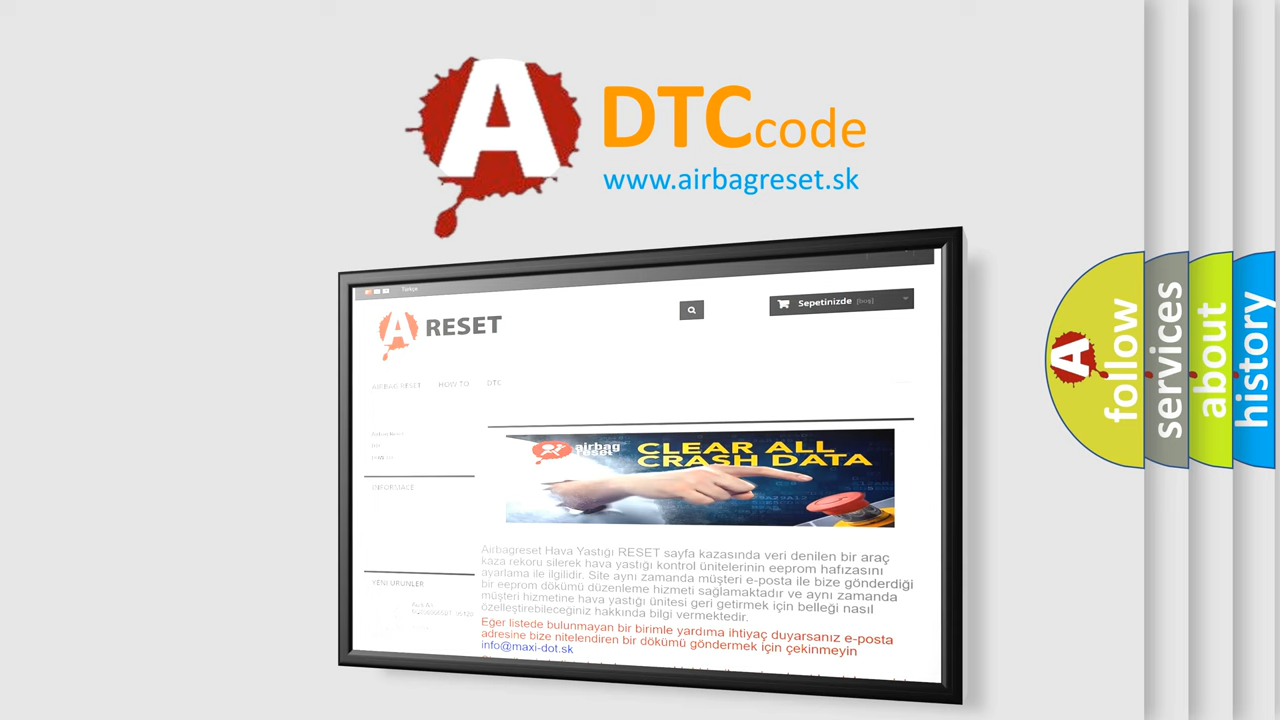 A DTCcode
www.airbagreset.sk
Türkçe
A RESET
Sepetinizde [boş]
AIRBAG RESET HOW TO DTC
airbag
reset
CLEAR ALL
CRASH DATA
INFORMACE
Airbagreset Hava Yastığı RESET sayfa kazasında veri denilen bir araç
kaza rekoru silerek hava yastığı kontrol ünitelerinin eeprom hafızasını
ayarlama ile ilgilidir. Site aynı zamanda müşteri e-posta ile bize gönderdiği
bir eeprom dökümü düzenleme hizmeti sağlamaktadır ve aynı zamanda
müşteri hizmetine hava yastığı ünitesi geri getirmek için belleği nasıl
özelleştirebileceğiniz hakkında bilgi vermektedir.
Eğer listede bulunmayan bir birimle yardıma ihtiyaç duyarsanız e-posta
adresine bize nitelendiren bir dökümü göndermek için çekinmeyin
info@maxi-dot.sk
YENI URUNLER
A follow
services
about
history